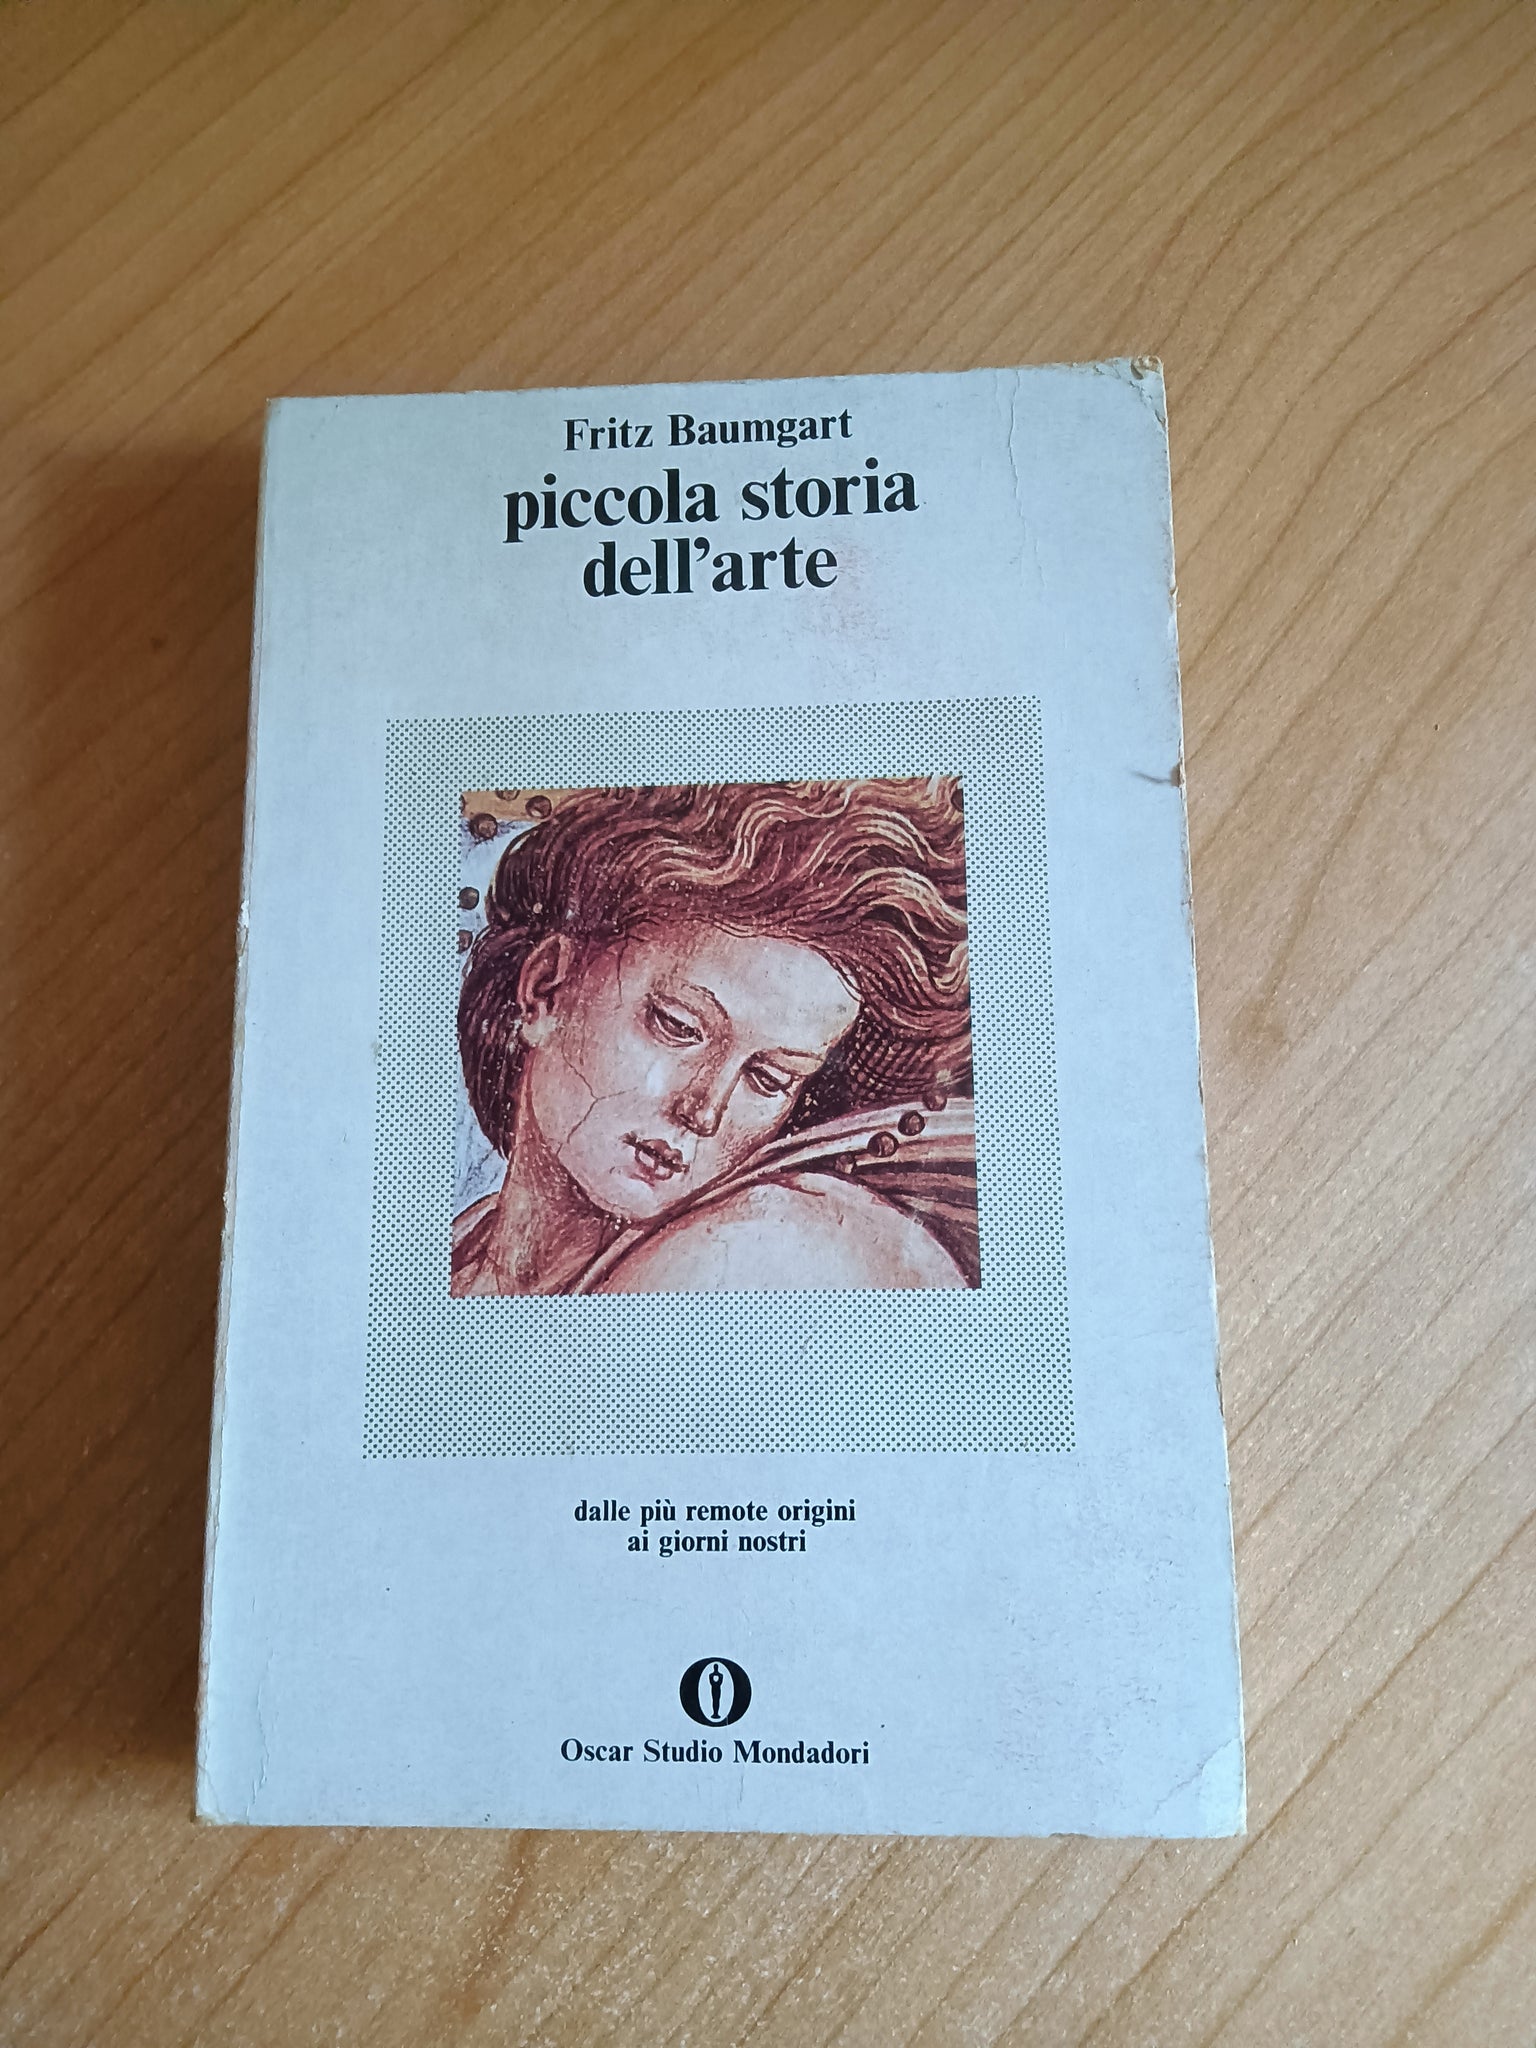 Fritz Baumgart
piccola storia
dell'arte
dalle più remote origini
ai giorni nostri
Oscar Studio Mondadori